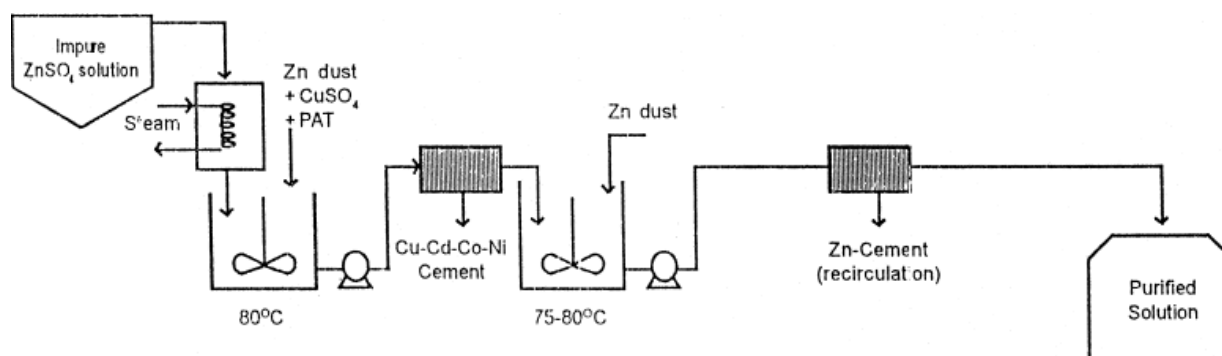 Impure
ZnSO4 solution
Steam
Zn dust
+ CuSO4
+ PAT
80°C
Cu-Cd-Co-Ni
Cement
Zn dust
75-80°C
Zn-Cement
(recirculation)
Purified
Solution